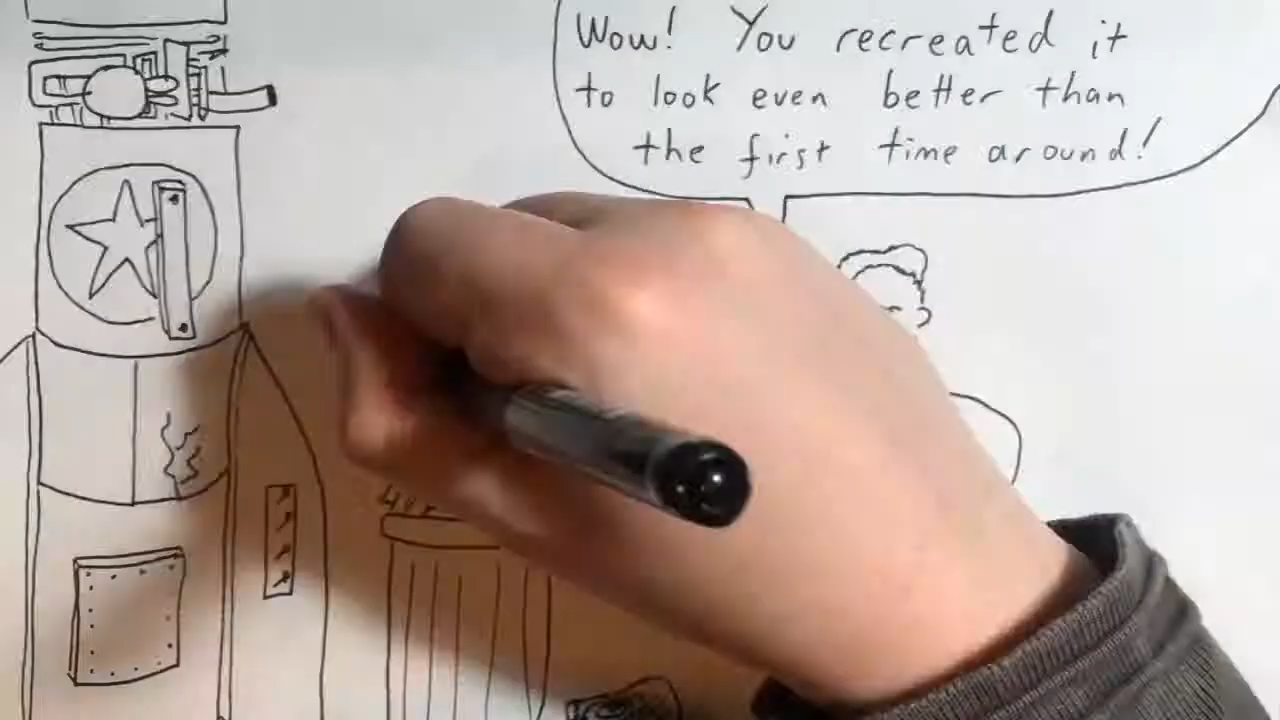 Wow! You recreated it
to look even better than
the first time around!